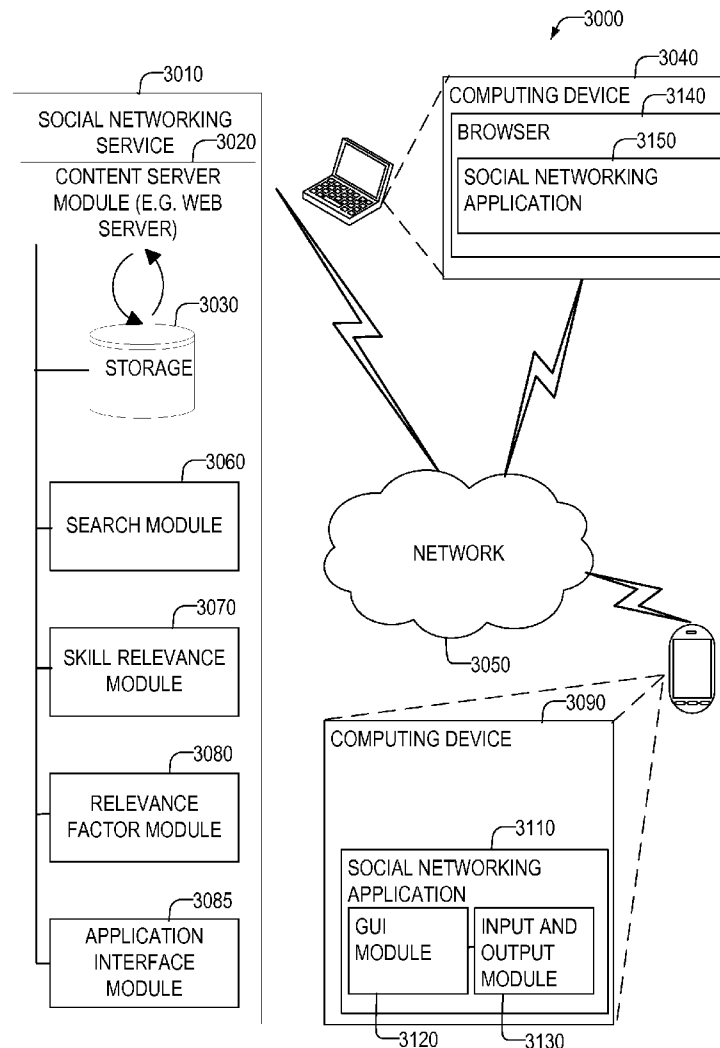 3000
3010
SOCIAL NETWORKING
SERVICE
3020
CONTENT SERVER
MODULE (E.G. WEB
SERVER)
3030
STORAGE
3060
SEARCH MODULE
3070
SKILL RELEVANCE
MODULE
3080
RELEVANCE
FACTOR MODULE
3085
APPLICATION
INTERFACE
MODULE
3040
COMPUTING DEVICE
3140
BROWSER
3150
SOCIAL NETWORKING
APPLICATION
NETWORK
3050
3090
COMPUTING DEVICE
3110
SOCIAL NETWORKING
APPLICATION
GUI
MODULE
INPUT AND
OUTPUT
MODULE
3120
3130